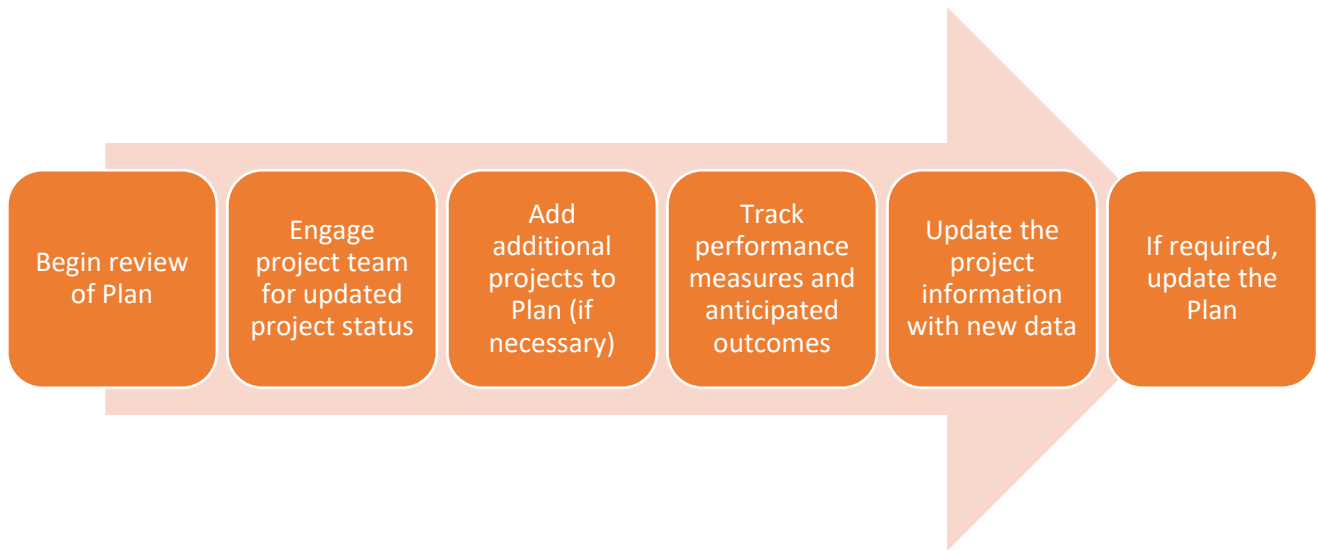 Begin review
of Plan
Engage
project team
for updated
project status
Add
additional
projects to
Plan (if
necessary)
Track
performance
measures and
anticipated
outcomes
Update the
project
information
with new data
If required,
update the
Plan